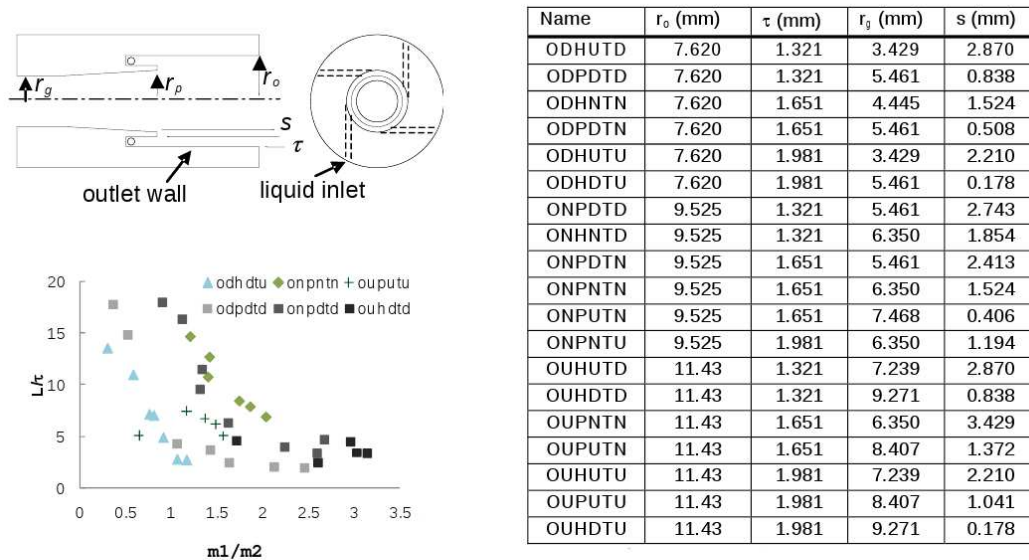 r_g
r_p
r_o
s
τ
outlet wall
liquid inlet
odhdtu onpntn ouputu
odpdtd onpdtd ouhdtd
20
15
10
5
0
L/τ
0 0.5 1 1.5 2 2.5 3 3.5
m1/m2
Name r_o (mm) τ (mm) r_g (mm) s (mm)
ODHUTD 7.620 1.321 3.429 2.870
ODPDTD 7.620 1.321 5.461 0.838
ODHNTN 7.620 1.651 4.445 1.524
ODPDTN 7.620 1.651 5.461 0.508
ODHUTU 7.620 1.981 3.429 2.210
ODHDTU 7.620 1.981 5.461 0.178
ONPDTD 9.525 1.321 5.461 2.743
ONHNTD 9.525 1.321 6.350 1.854
ONPDTN 9.525 1.651 5.461 2.413
ONPNTN 9.525 1.651 6.350 1.524
ONPUTN 9.525 1.651 7.468 0.406
ONPNTU 9.525 1.981 6.350 1.194
OUHUTD 11.43 1.321 7.239 2.870
OUHDTD 11.43 1.321 9.271 0.838
OUPNTN 11.43 1.651 6.350 3.429
OUPUTN 11.43 1.651 8.407 1.372
OUHUTU 11.43 1.981 7.239 2.210
OUPUTU 11.43 1.981 8.407 1.041
OUHDTU 11.43 1.981 9.271 0.178